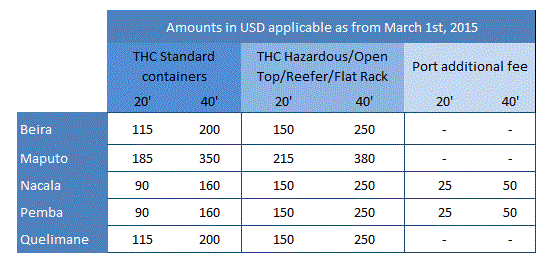 Amounts in USD applicable as from March 1st, 2015
THC Standard containers THC Hazardous/Open Top/Reefer/Flat Rack Port additional fee
20' 40' 20' 40' 20' 40'
Beira 115 200 150 250 - -
Maputo 185 350 215 380 - -
Nacala 90 160 150 250 25 50
Pemba 90 160 150 250 25 50
Quelimane 115 200 150 250 - -